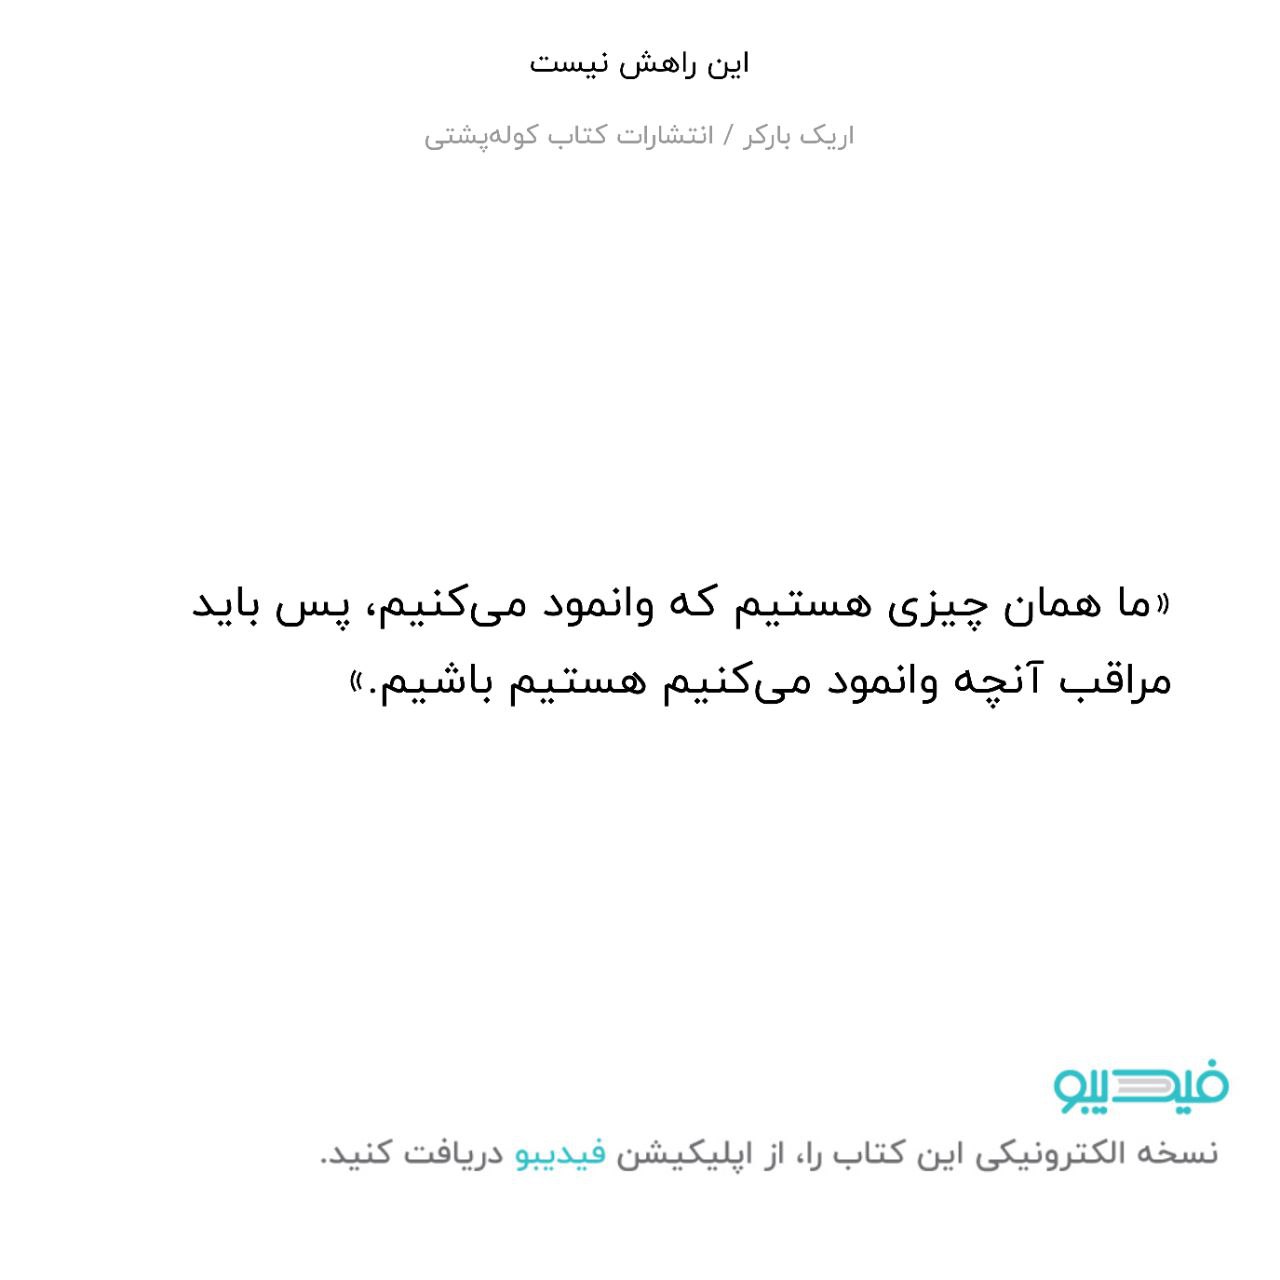 این راهش نیست
اریک بارکر / انتشارات کتاب کوله‌پشتی
«ما همان چیزی هستیم که وانمود می‌کنیم، پس باید
مراقب آنچه وانمود می‌کنیم هستیم باشیم.»
فیدیبو
نسخه الکترونیکی این کتاب را، از اپلیکیشن فیدیبو دریافت کنید.